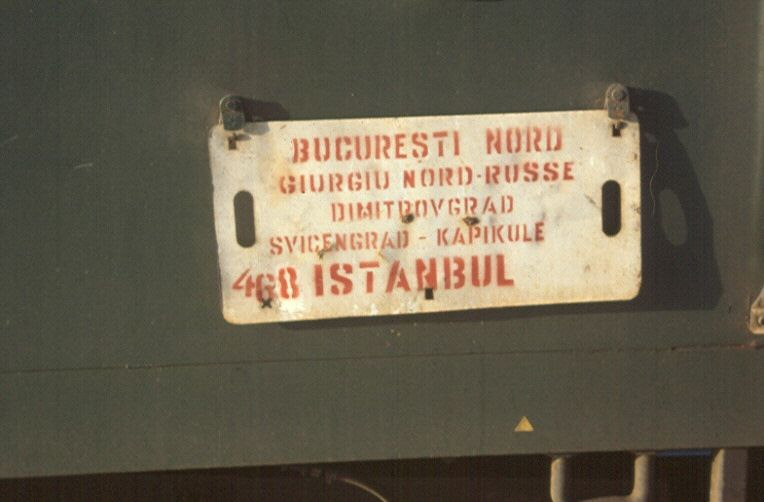 BUCURESTI NORD
GIURGIU NORD-RUSSE
DIMITROVGRAD
SVICENGRAD - KAPIKULE
468 ISTANBUL